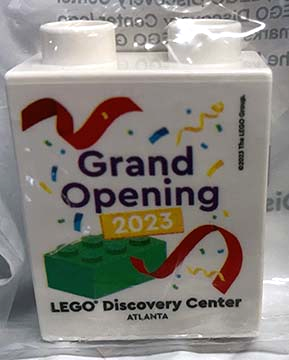 ©2023 The LEGO Group.
Grand
Opening
2023
LEGO® Discovery Center
ATLANTA